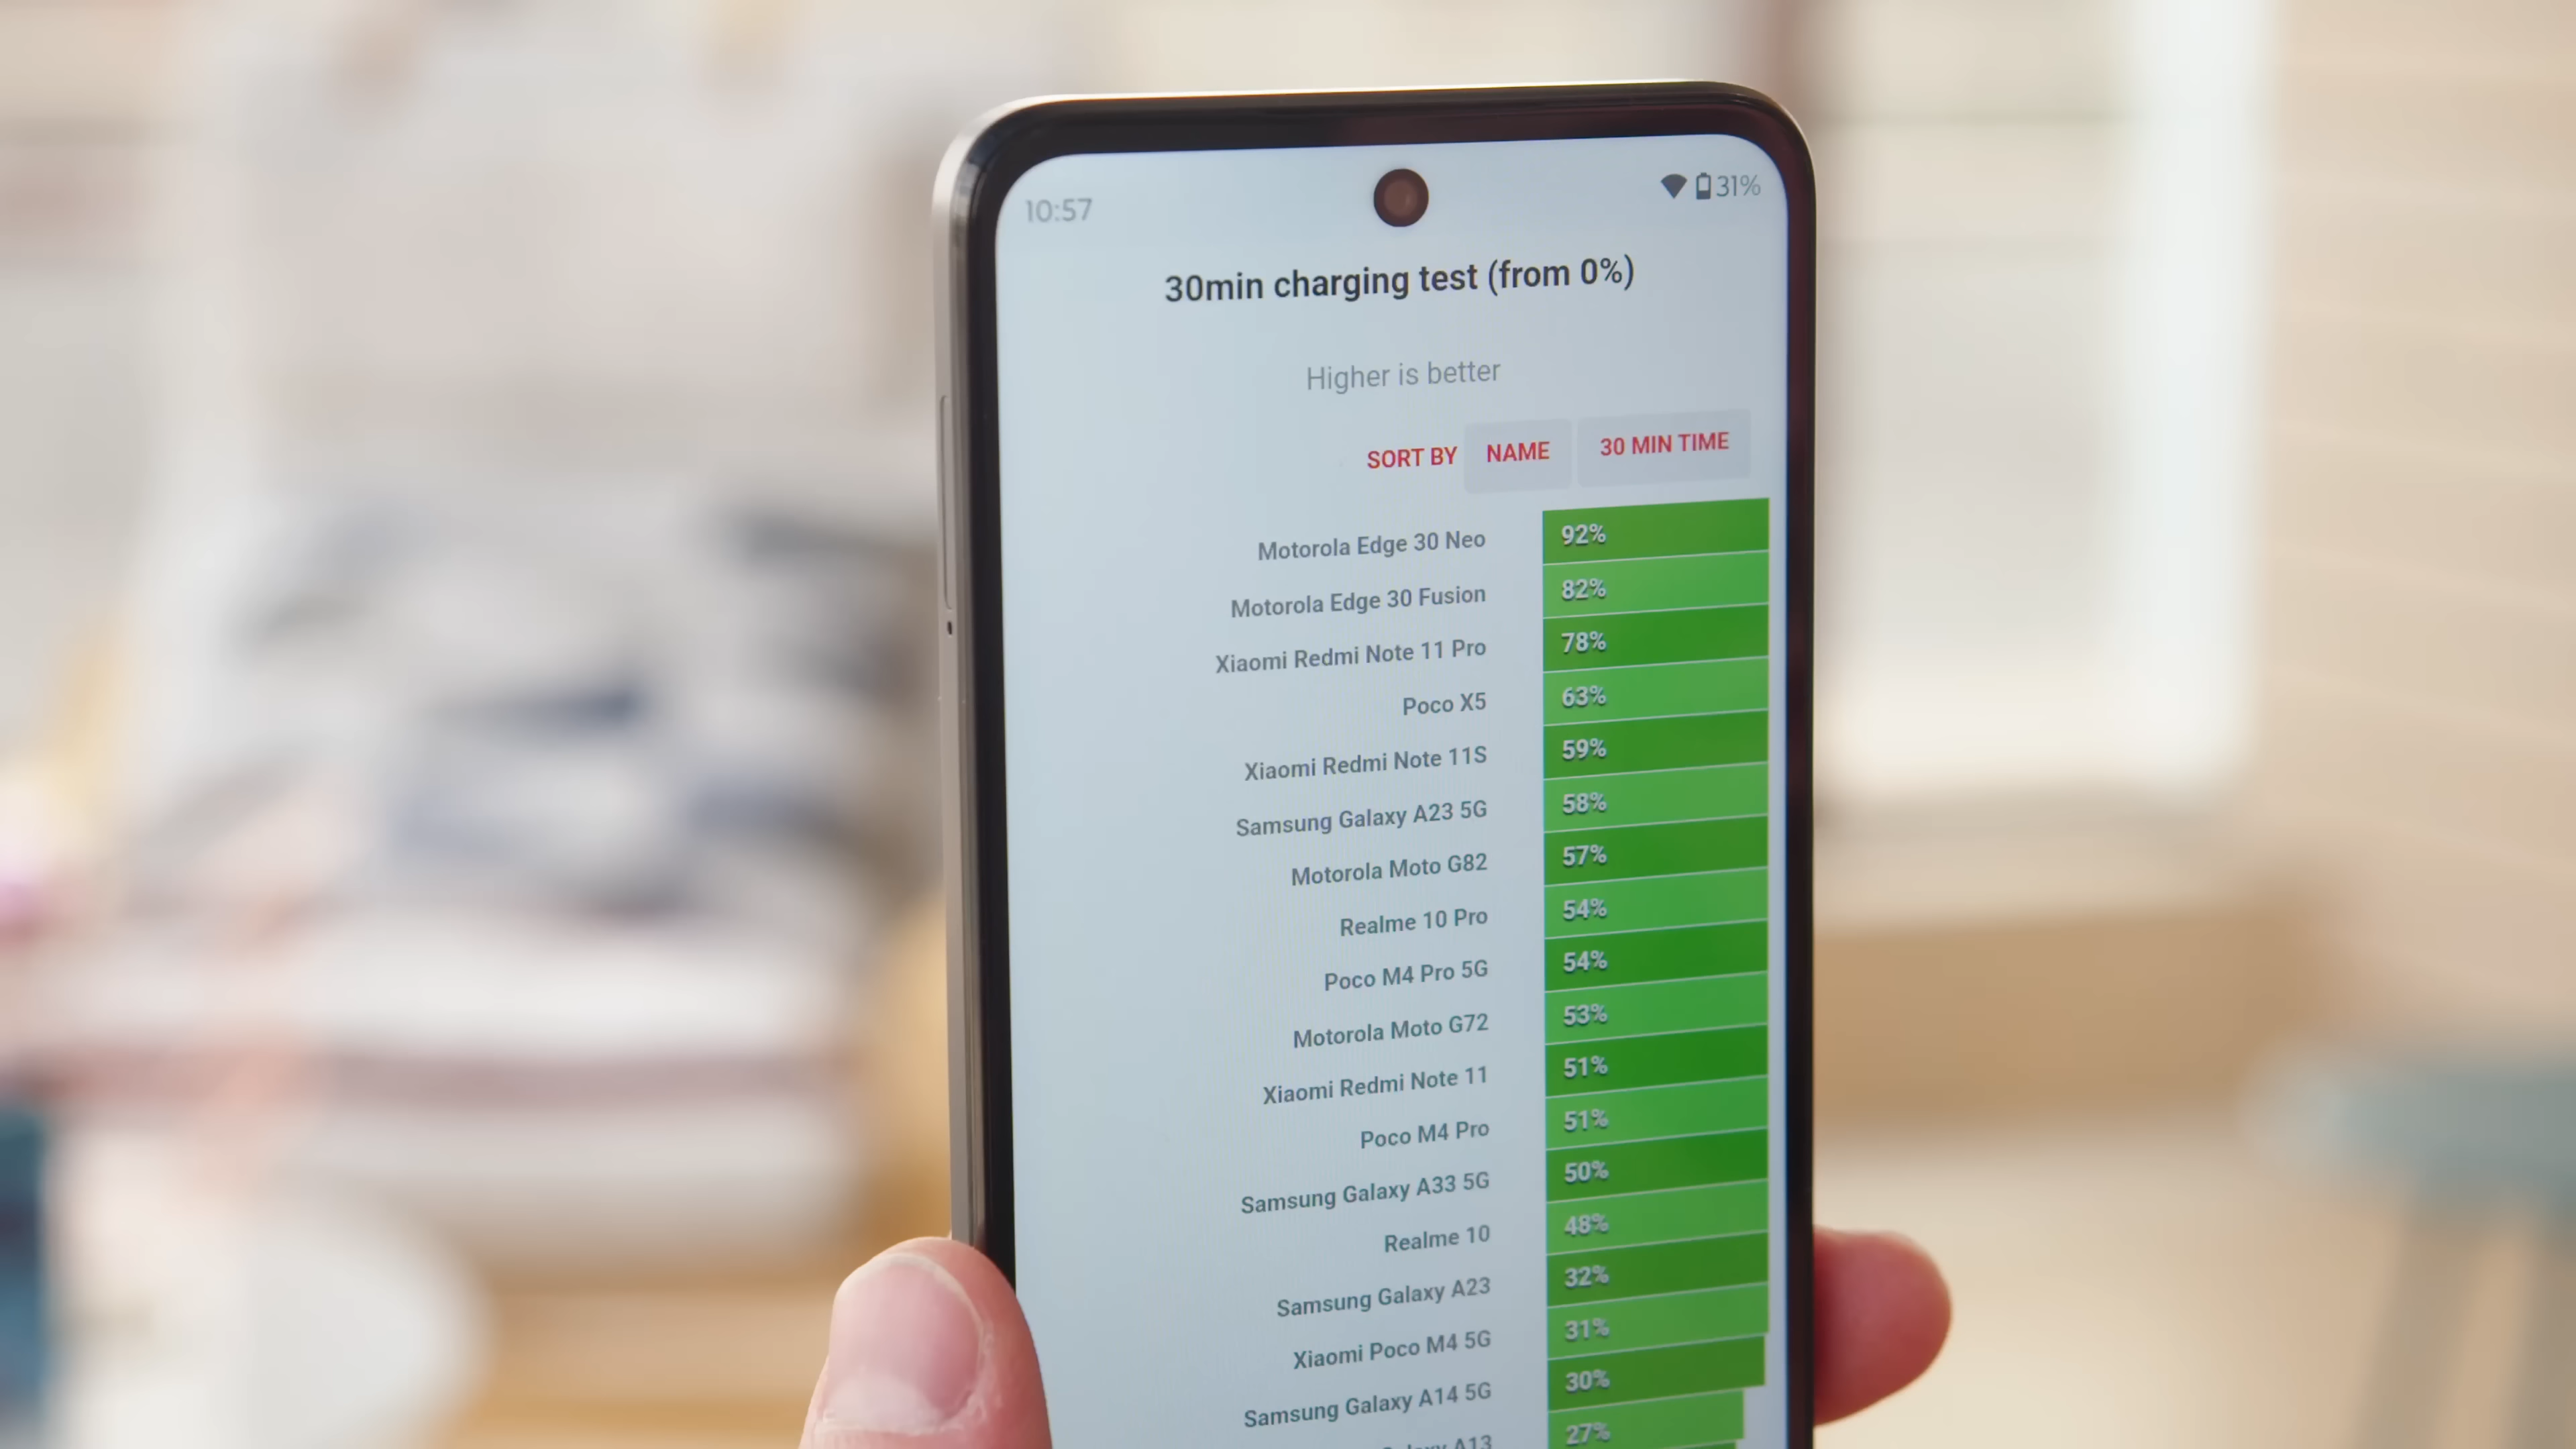 10:57 31%
30min charging test (from 0%)
Higher is better
SORT BY NAME 30 MIN TIME
Motorola Edge 30 Neo 92%
Motorola Edge 30 Fusion 82%
Xiaomi Redmi Note 11 Pro 78%
Poco X5 63%
Xiaomi Redmi Note 11S 59%
Samsung Galaxy A23 5G 58%
Motorola Moto G82 57%
Realme 10 Pro 54%
Poco M4 Pro 5G 54%
Motorola Moto G72 53%
Xiaomi Redmi Note 11 51%
Poco M4 Pro 51%
Samsung Galaxy A33 5G 50%
Realme 10 48%
Samsung Galaxy A23 32%
Xiaomi Poco M4 5G 31%
Samsung Galaxy A14 5G 30%
A13 27%